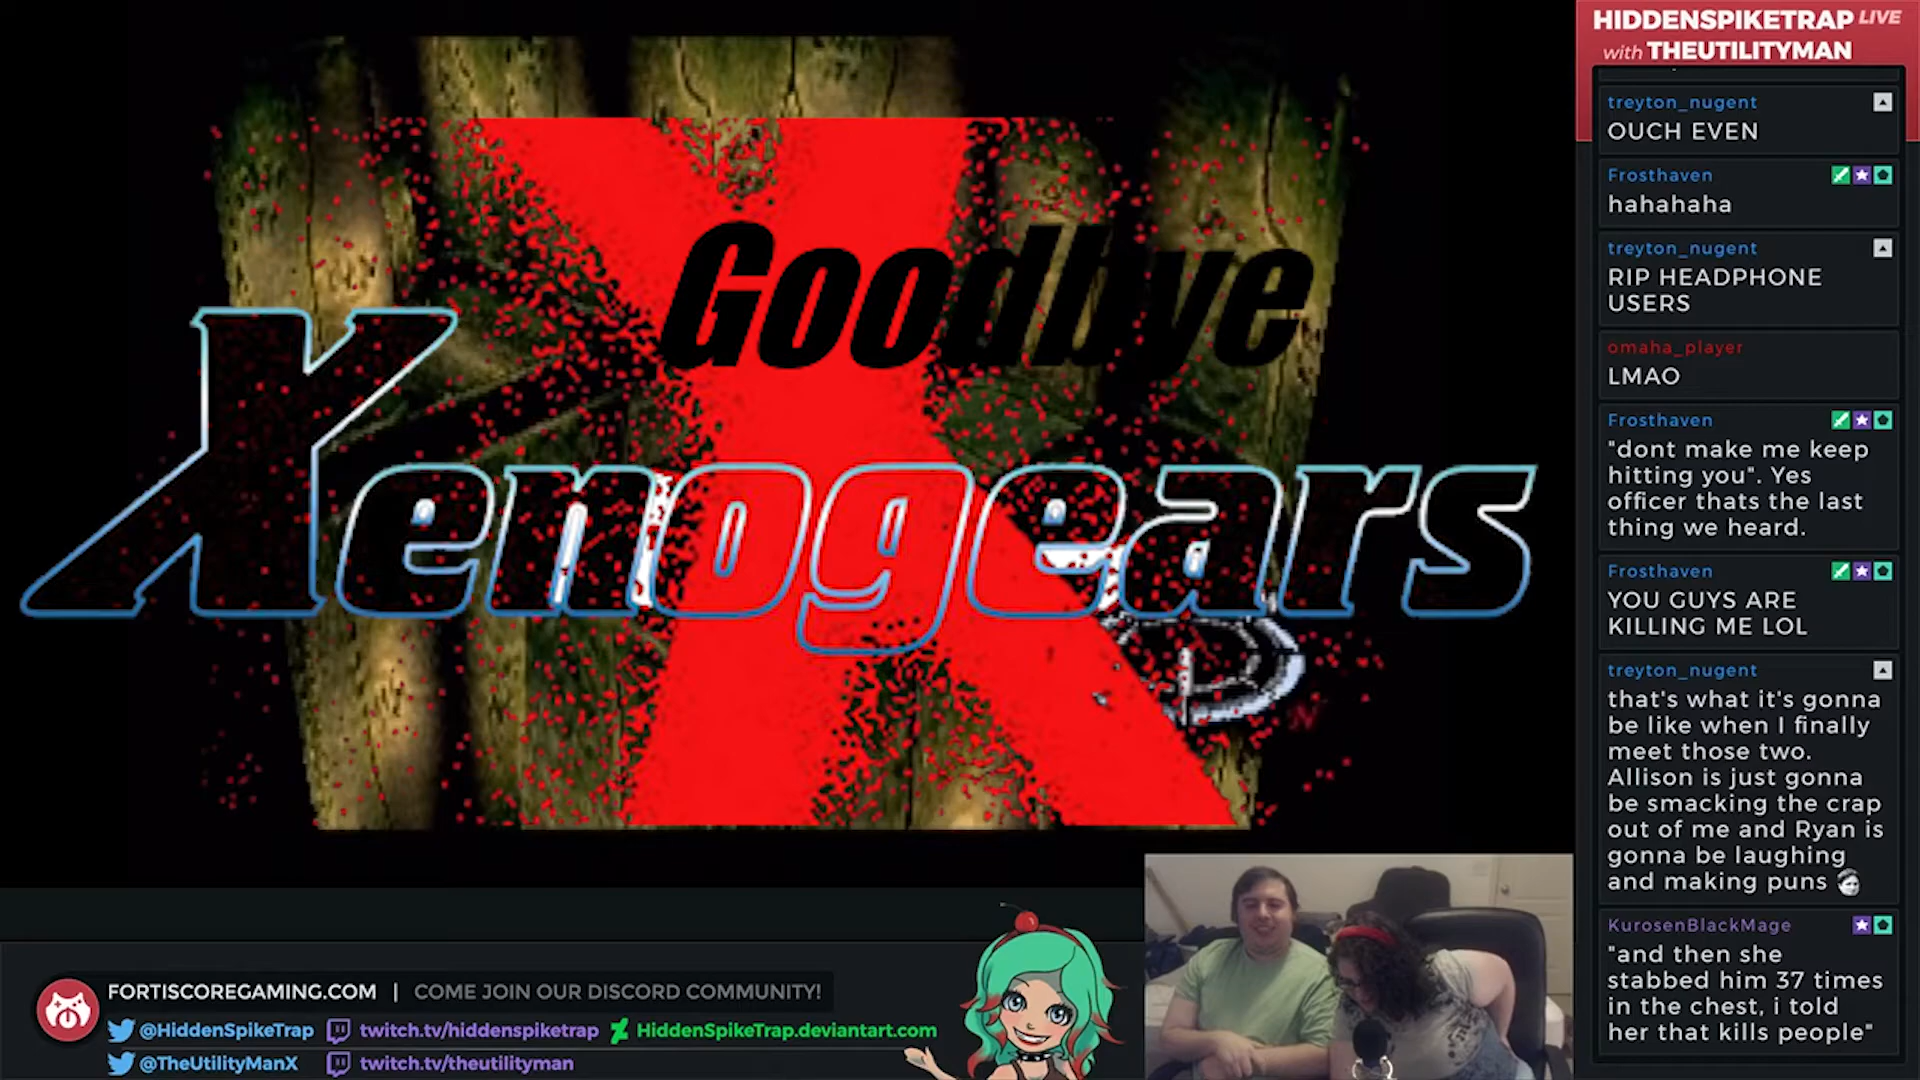 Goodbye
Xenogears
HIDDENSPIKETRAP LIVE
with THEUTILITYMAN
treyton_nugent
OUCH EVEN
Frosthaven
hahahaha
treyton_nugent
RIP HEADPHONE
USERS
omaha_player
LMAO
Frosthaven
"dont make me keep
hitting you". Yes
officer thats the last
thing we heard.
Frosthaven
YOU GUYS ARE
KILLING ME LOL
treyton_nugent
that's what it's gonna
be like when I finally
meet those two.
Allison is just gonna
be smacking the crap
out of me and Ryan is
gonna be laughing
and making puns
KurosenBlackMage
"and then she
stabbed him 37 times
in the chest, i told
her that kills people"
FORTISCOREGAMING.COM | COME JOIN OUR DISCORD COMMUNITY!
@HiddenSpikeTrap twitch.tv/hiddenspiketrap HiddenSpikeTrap.deviantart.com
@TheUtilityManX twitch.tv/theutilityman